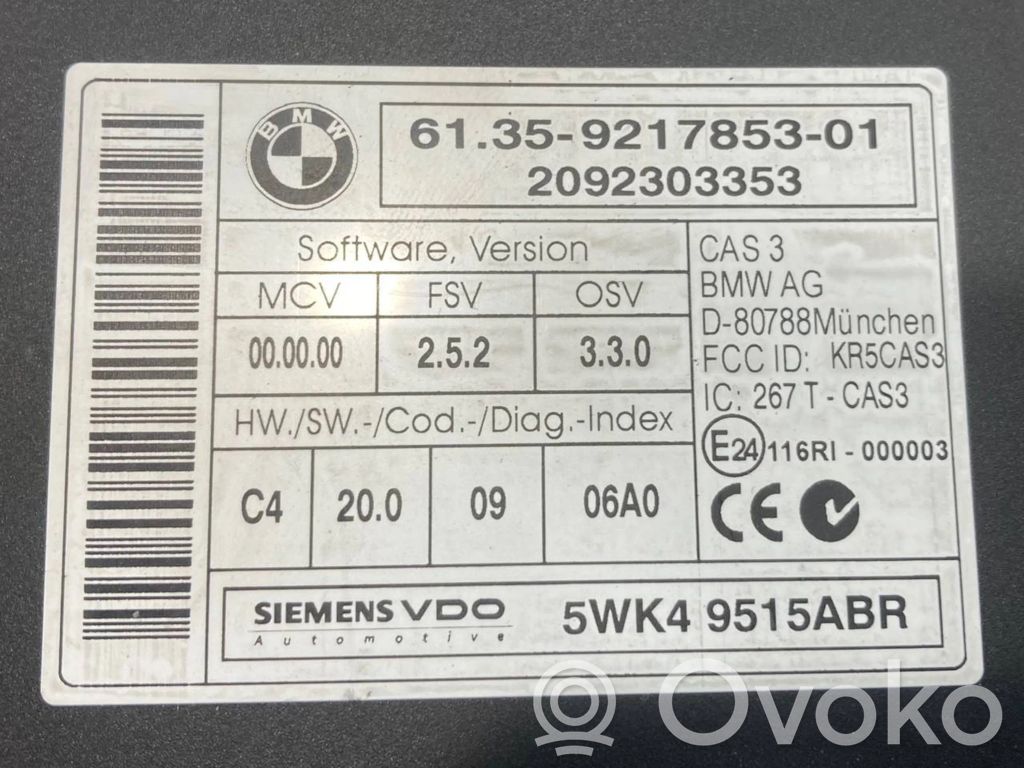 BMW
61.35-9217853-01
2092303353
Software, Version
MCV FSV OSV
00.00.00 2.5.2 3.3.0
HW./SW.-/Cod.-/Diag.-Index
C4 20.0 09 06A0
CAS 3
BMW AG
D-80788München
FCC ID: KR5CAS3
IC: 267 T - CAS3
E24 116RI - 000003
CE
SIEMENS VDO
Automotive
5WK4 9515ABR
Ovoko